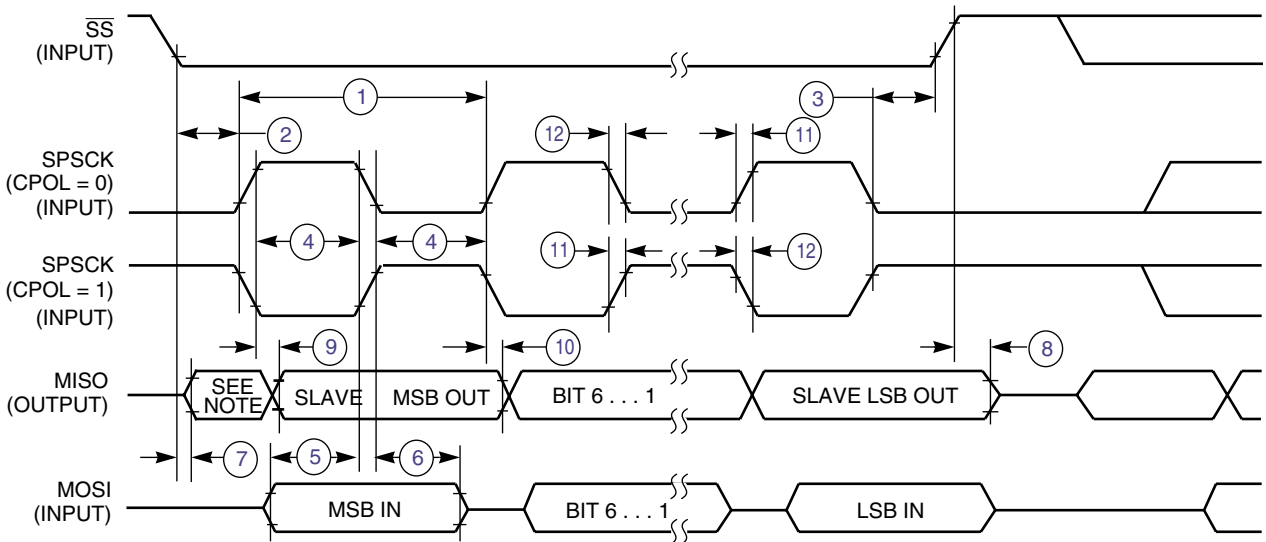 SS
(INPUT)
1
3
2
12
11
SPSCK
(CPOL = 0)
(INPUT)
4
4
11
12
SPSCK
(CPOL = 1)
(INPUT)
9
10
8
MISO
(OUTPUT)
SEE
NOTE
SLAVE
MSB OUT
BIT 6 . . . 1
SLAVE LSB OUT
7
5
6
MOSI
(INPUT)
MSB IN
BIT 6 . . . 1
LSB IN